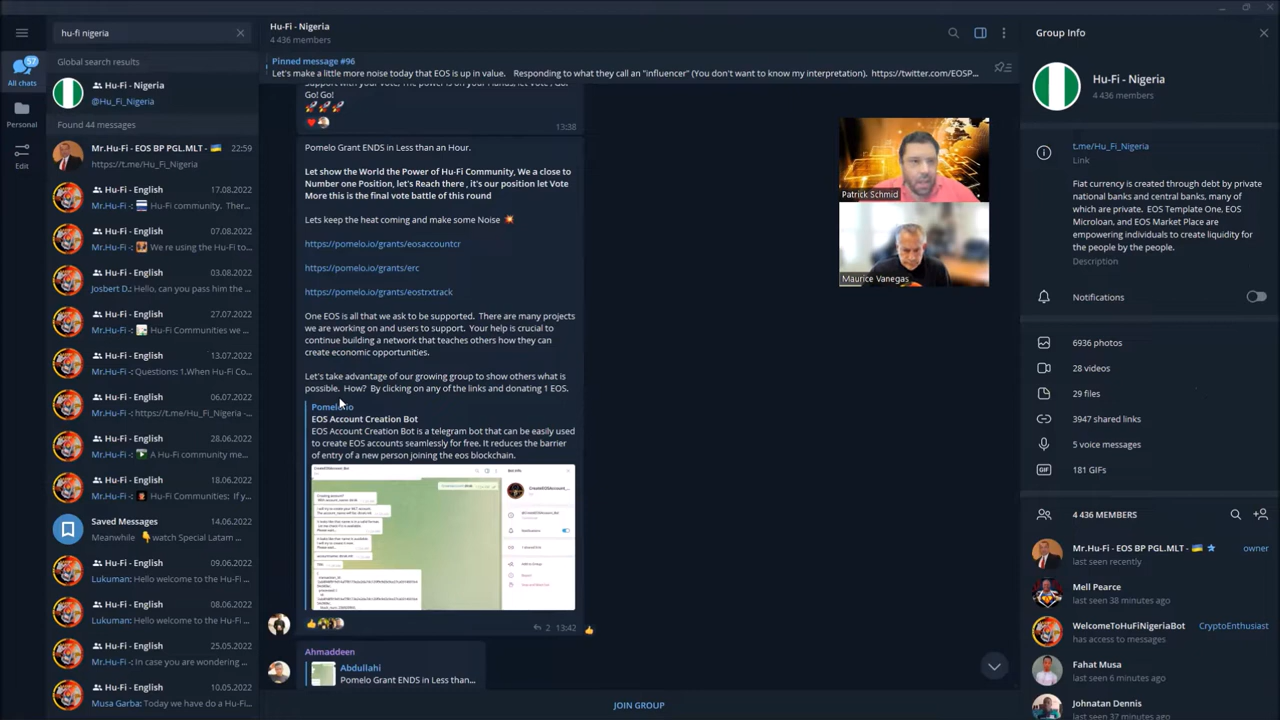 hu-fi nigeria
57
All chats
Personal
Edit
Global search results
Hu-Fi - Nigeria
@Hu_Fi_Nigeria
Found 44 messages
Mr.Hu-Fi - EOS BP PGL.MLT - 🇺🇦
22:59
https://t.me/Hu_Fi_Nigeria
Hu-Fi - English
17.08.2022
Mr.Hu-Fi -: Hu-Fi community. Ther...
Hu-Fi - English
07.08.2022
Mr.Hu-Fi -: We re using the Hu-Fi to...
Hu-Fi - English
03.08.2022
Josbert D.: Hello, can you pass him the
Hu-Fi - English
27.07.2022
Mr.Hu-Fi -: Hu-Fi Communities we ...
Hu-Fi - English
13.07.2022
Mr.Hu-Fi -: Questions: 1.When Hu-Fi Co...
Hu-Fi - English
06.07.2022
Mr.Hu-Fi -: https://t.me/Hu_Fi_Nigeria -...
Hu-Fi - English
28.06.2022
Mr.Hu-Fi -: A Hu-Fi community me...
Hu-Fi - English
18.06.2022
Mr.Hu-Fi -: Hu-Fi Communities: If y...
Saved Messages
14.06.2022
Meanwhile 👇watch Special Latam ...
Hu-Fi - English
09.06.2022
Lukuman: Hello welcome to the Hu-Fi...
Hu-Fi - English
08.06.2022
Lukuman: Hello welcome to the Hu-Fi...
Hu-Fi - English
25.05.2022
Mr.Hu-Fi -: In case you are wondering ...
Hu-Fi - English
10.05.2022
Musa Garba: Today we have do a Hu-F...
Hu-Fi - Nigeria
4 436 members
Pinned message #96
Let's make a little more noise today that EOS is up in value. Responding to what they call an "influencer" (You don't want to know my interpretation). https://twitter.com/EOSP...
Go! Go!
🚀🚀🚀
13:38
Pomelo Grant ENDS in Less than an Hour.
Let show the World the Power of Hu-Fi Community, We a close to
Number one Position, let's Reach there , it's our position let Vote
More this is the final vote battle of this round
Lets keep the heat coming and make some Noise 💥
https://pomelo.io/grants/eosaccountcr
https://pomelo.io/grants/erc
https://pomelo.io/grants/eostrxtrack
One EOS is all that we ask to be supported. There are many projects
we are working on and users to support. Your help is crucial to
continue building a network that teaches others how they can
create economic opportunities.
Let's take advantage of our growing group to show others what is
possible. How? By clicking on any of the links and donating 1 EOS.
Pomelo.io
EOS Account Creation Bot
EOS Account Creation Bot is a telegram bot that can be easily used
to create EOS accounts seamlessly for free. It reduces the barrier
of entry of a new person joining the eos blockchain.
2 13:42
Ahmaddeen
Abdullahi
Pomelo Grant ENDS in Less than...
JOIN GROUP
Patrick Schmid
Maurice Vanegas
Group Info
Hu-Fi - Nigeria
4 436 members
t.me/Hu_Fi_Nigeria
Link
Fiat currency is created through debt by private
national banks and central banks, many of
which are private. EOS Template One, EOS
Microloan, and EOS Market Place are
empowering individuals to create liquidity for
the people by the people.
Description
Notifications
6936 photos
28 videos
29 files
3947 shared links
5 voice messages
GIF
181 GIFs
4 436 MEMBERS
Mr.Hu-Fi - EOS BP PGL.MLT - 🇺🇦
owner
last seen recently
Mell Pearce
last seen 38 minutes ago
WelcomeToHuFiNigeriaBot
CryptoEnthusiast
has access to messages
Fahat Musa
last seen 6 minutes ago
Johnatan Dennis
last seen 37 minutes ago